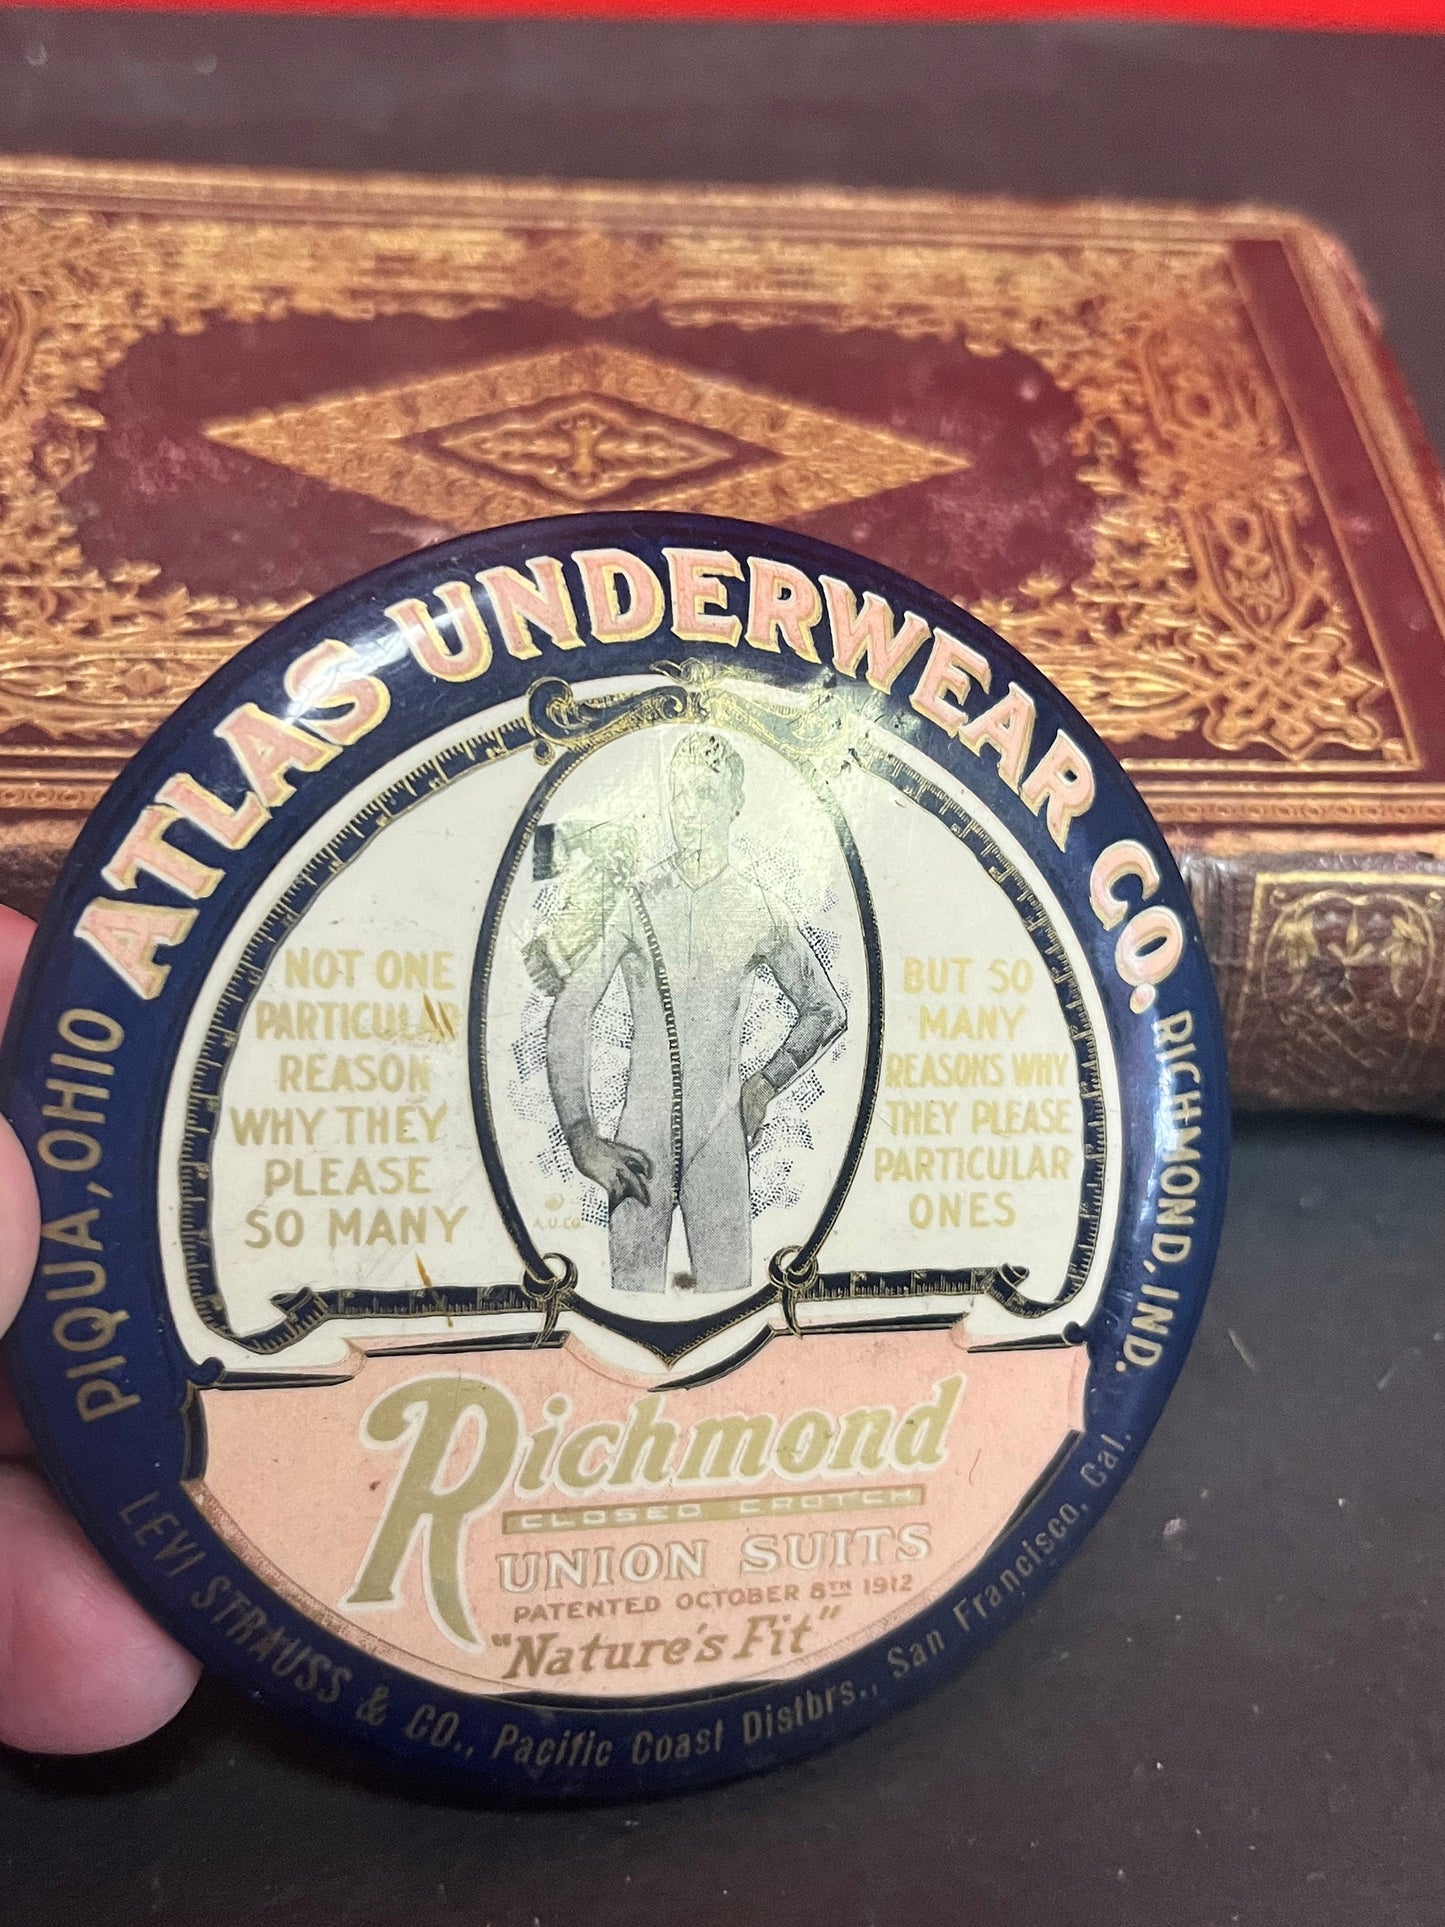 ATLAS UNDERWEAR CO.
PIQUA, OHIO
RICHMOND, IND.
NOT ONE
PARTICULAR
REASON
WHY THEY
PLEASE
SO MANY
BUT SO
MANY
REASONS WHY
THEY PLEASE
PARTICULAR
ONES
A.U.CO.
Richmond
CLOSED CROTCH
UNION SUITS
PATENTED OCTOBER 8TH 1912
"Nature's Fit"
LEVI STRAUSS & CO., Pacific Coast Distbrs., San Francisco, Cal.